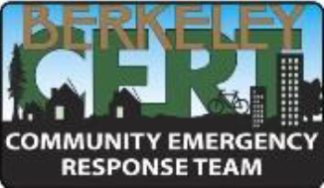 BERKELEY
CERT
COMMUNITY EMERGENCY
RESPONSE TEAM